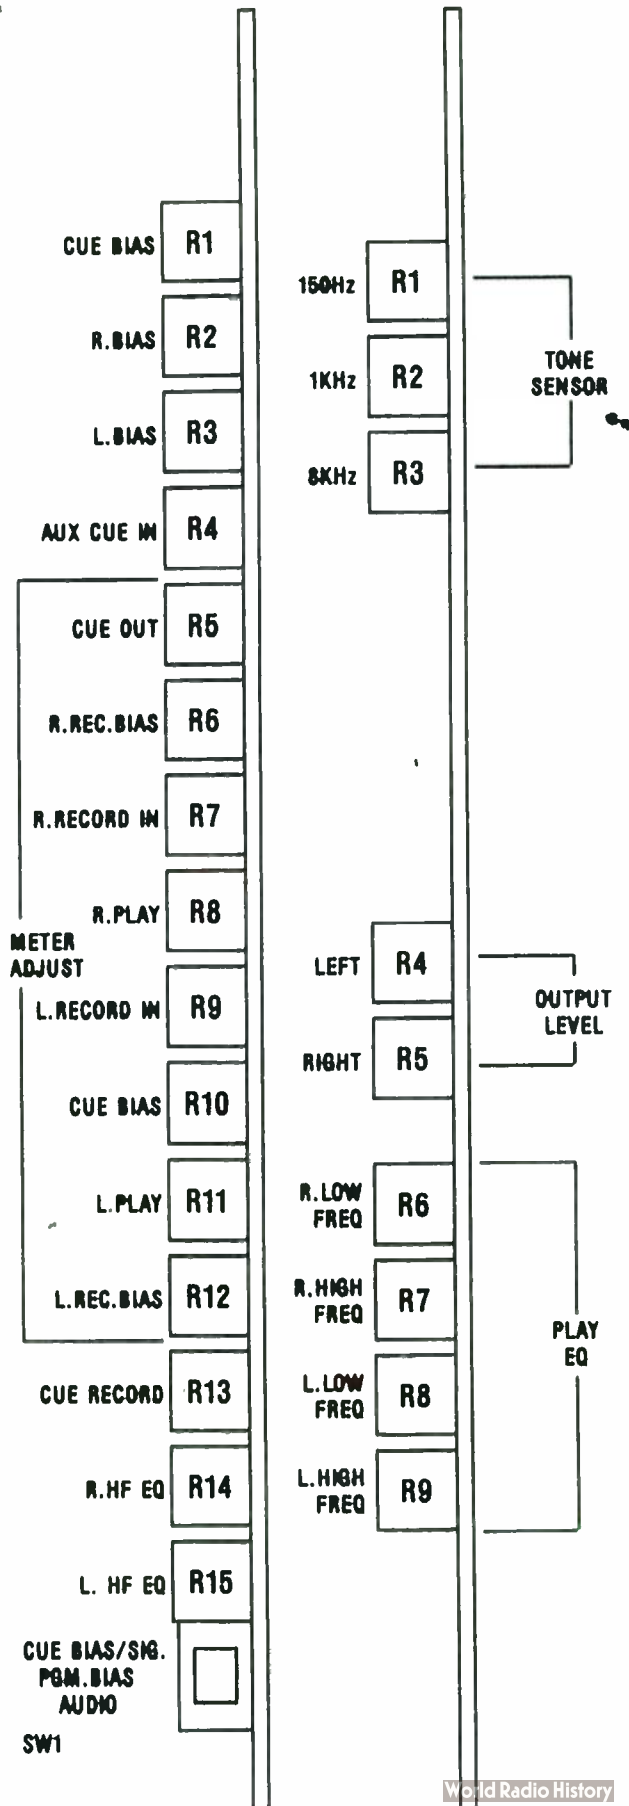 CUE BIAS R1
R.BIAS R2
L.BIAS R3
AUX CUE IN R4
CUE OUT R5
R.REC.BIAS R6
R.RECORD IN R7
R.PLAY R8
METER
ADJUST
L.RECORD IN R9
CUE BIAS R10
L.PLAY R11
L.REC.BIAS R12
CUE RECORD R13
R.HF EQ R14
L. HF EQ R15
CUE BIAS/SIG.
PGM.BIAS
AUDIO
SW1
150Hz R1
1KHz R2
8KHz R3
TONE
SENSOR
LEFT R4
RIGHT R5
OUTPUT
LEVEL
R.LOW
FREQ R6
R.HIGH
FREQ R7
L.LOW
FREQ R8
L.HIGH
FREQ R9
PLAY
EQ
World Radio History